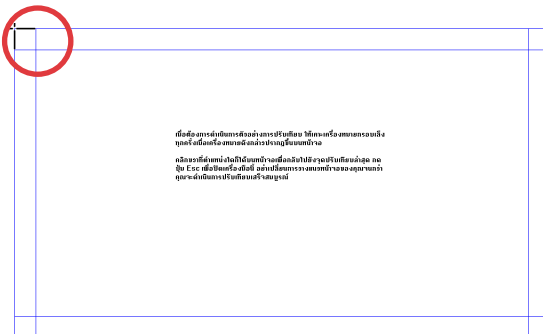 เมื่อต้องการดำเนินการตัวอย่างการปรับเทียบ ให้แตะเครื่องหมายกรอบเล็ง
ทุกครั้งเมื่อเครื่องหมายดังกล่าวปรากฏขึ้นบนหน้าจอ
คลิกขวาที่ตำแหน่งใดก็ได้บนหน้าจอเพื่อกลับไปยังจุดปรับเทียบล่าสุด กด
ปุ่ม Esc เพื่อปิดเครื่องมือนี้ อย่าเปลี่ยนการวางแนวหน้าจอของคุณจนกว่า
คุณจะดำเนินการปรับเทียบเสร็จสมบูรณ์